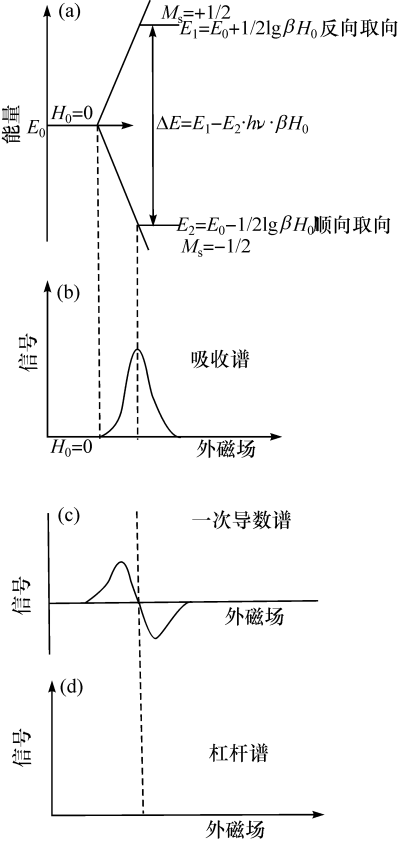 (a)
Ms=+1/2
E1=E0+1/2lgβH0反向取向
能量
E0
H0=0
ΔE=E1−E2·hν·βH0
E2=E0−1/2lgβH0顺向取向
Ms=−1/2
(b)
信号
吸收谱
H0=0
外磁场
(c)
一次导数谱
信号
外磁场
(d)
信号
杠杆谱
外磁场